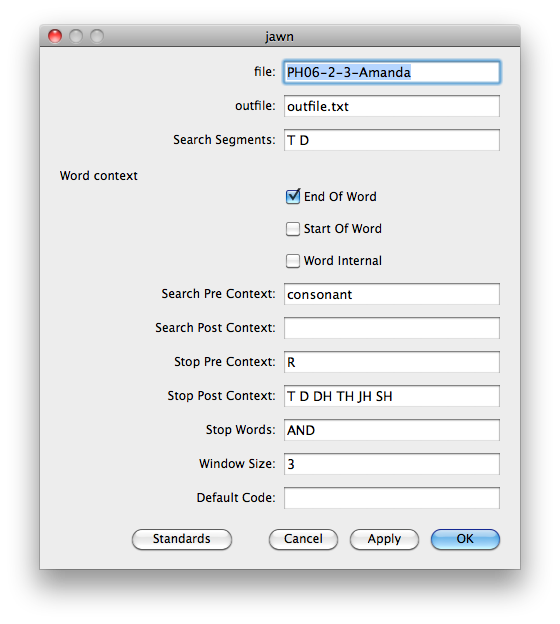 jawn
file: PH06-2-3-Amanda
outfile: outfile.txt
Search Segments: T D
Word context
End Of Word
Start Of Word
Word Internal
Search Pre Context: consonant
Search Post Context:
Stop Pre Context: R
Stop Post Context: T D DH TH JH SH
Stop Words: AND
Window Size: 3
Default Code:
Standards Cancel Apply OK